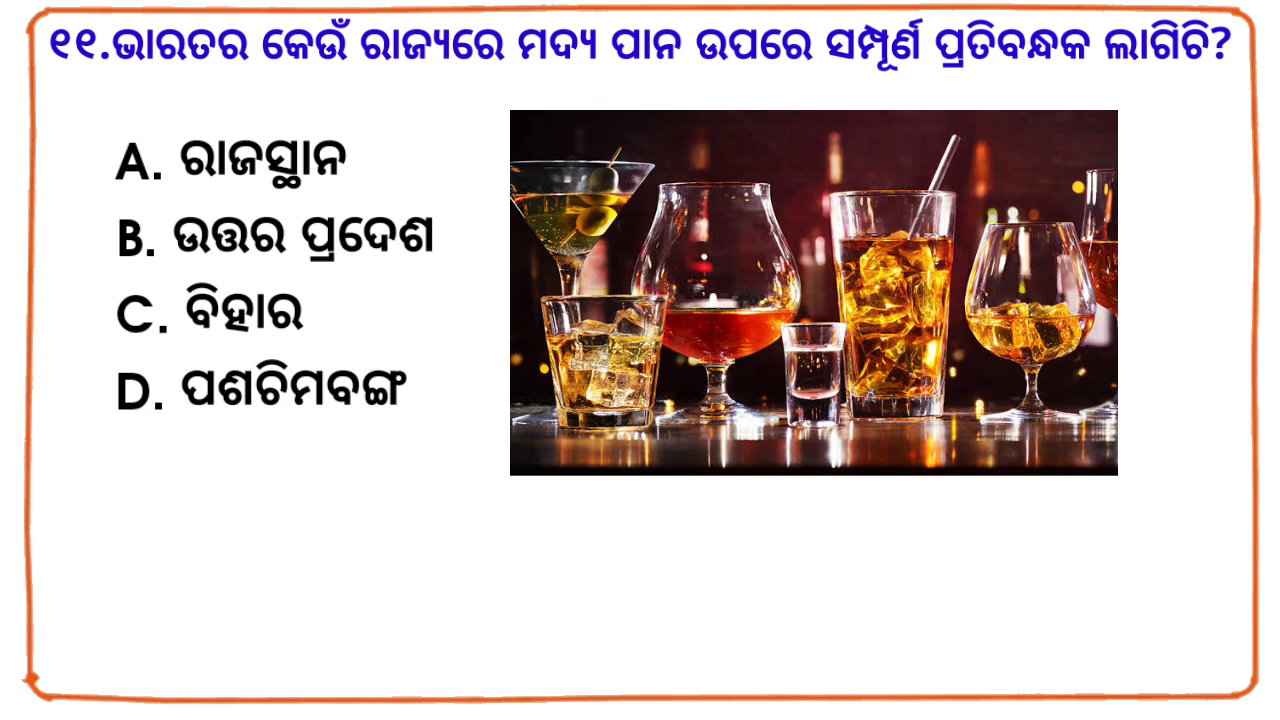 ୧୧.ଭାରତର କେଉଁ ରାଜ୍ୟରେ ମଦ୍ୟ ପାନ ଉପରେ ସମ୍ପୂର୍ଣ ପ୍ରତିବନ୍ଧକ ଲାଗିଚି?
A. ରାଜସ୍ଥାନ
B. ଉତ୍ତର ପ୍ରଦେଶ
C. ବିହାର
D. ପଶଚିମବଙ୍ଗ